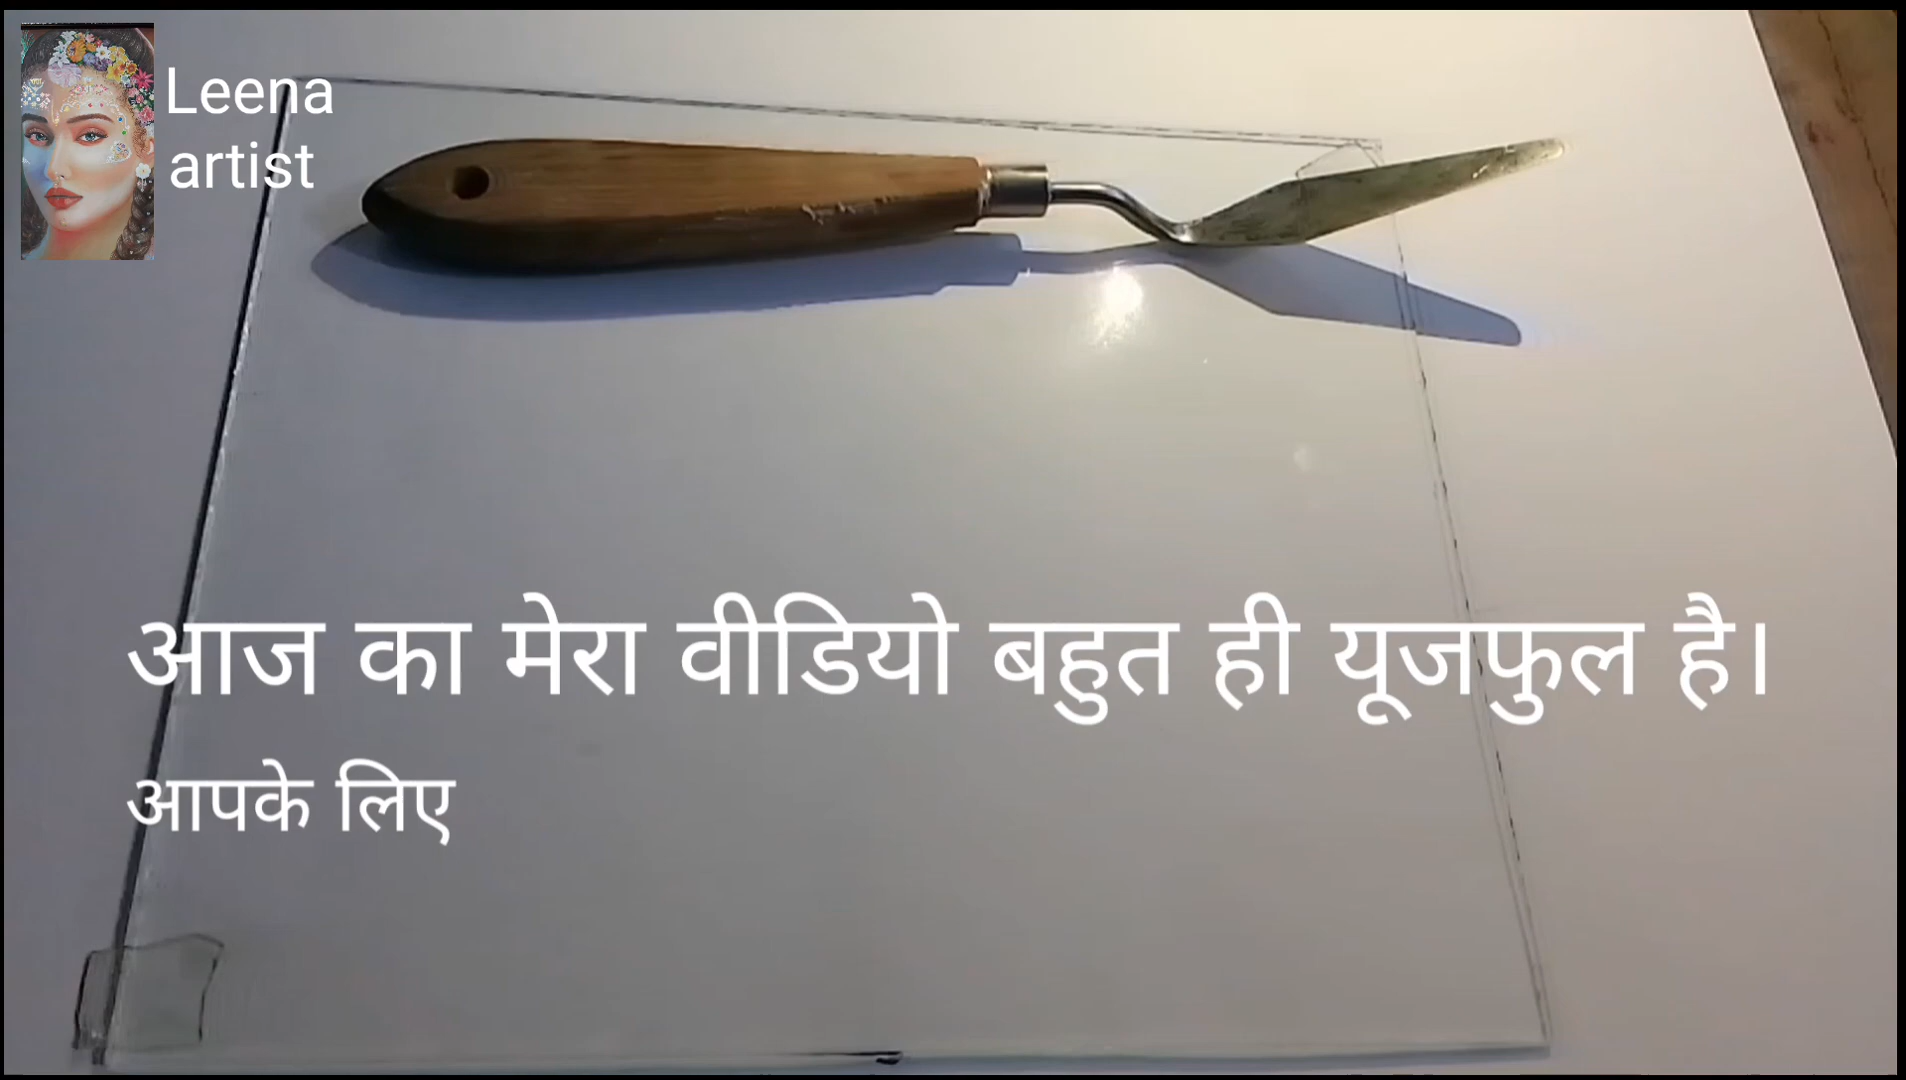 Leena
artist
आज का मेरा वीडियो बहुत ही यूजफुल है।
आपके लिए